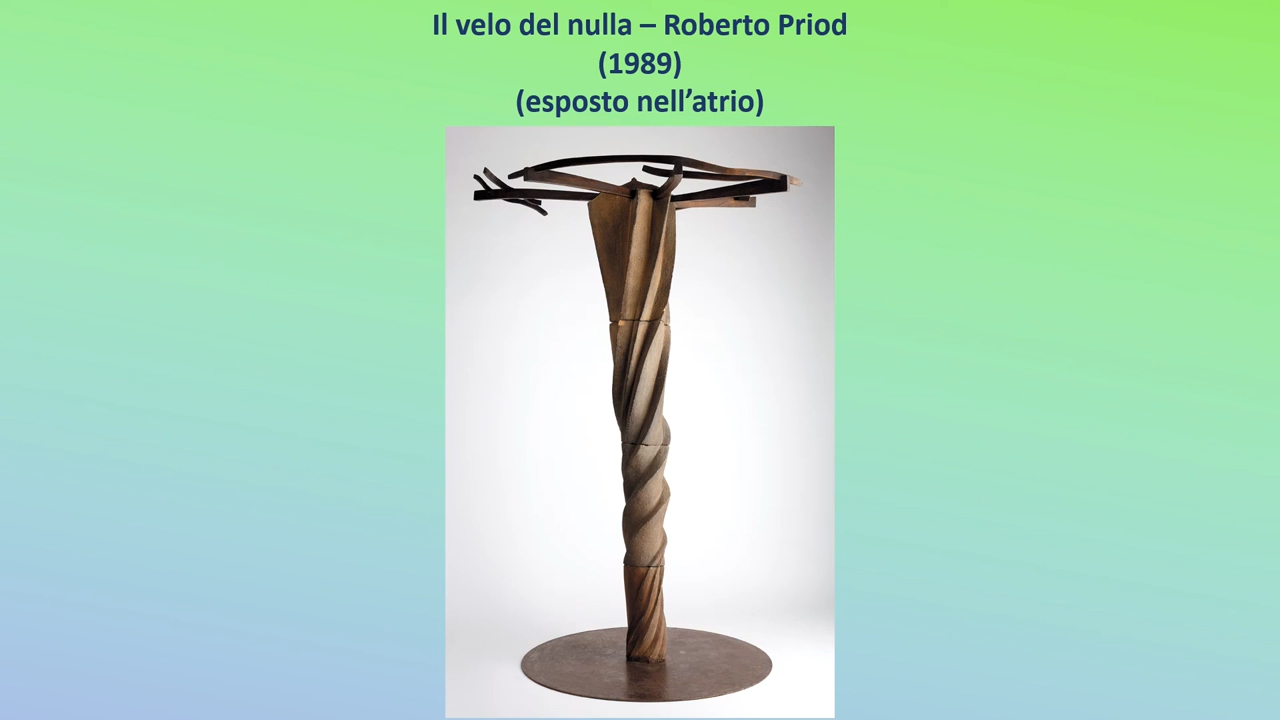 Il velo del nulla – Roberto Priod
(1989)
(esposto nell’atrio)